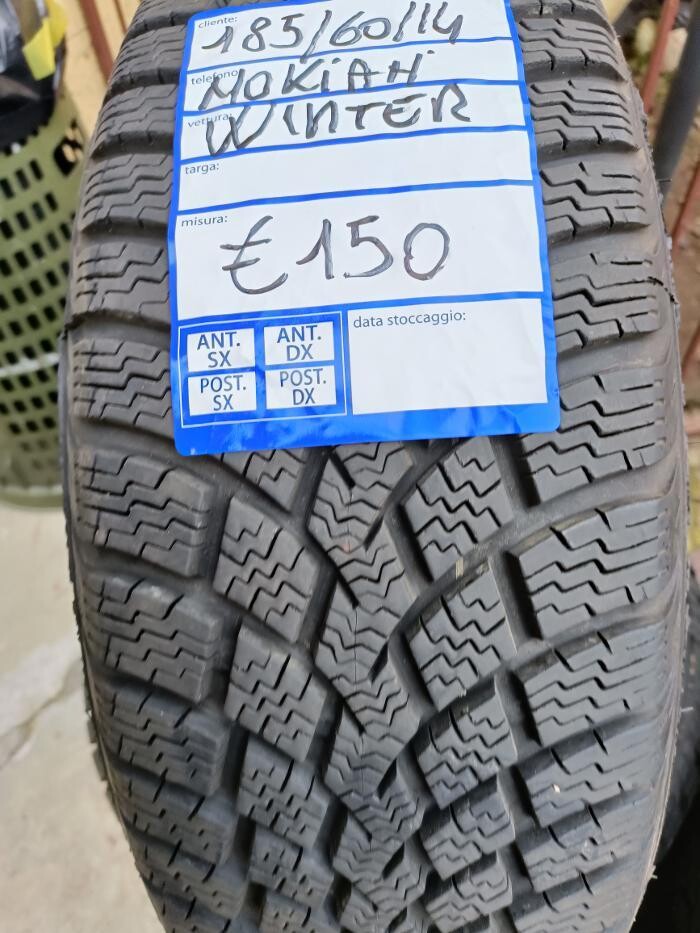 cliente:
185/60/14
telefono
NOKiAN
vettura:
WiNTER
targa:
misura:
€150
ANT.
SX
ANT.
DX
POST.
SX
POST.
DX
data stoccaggio: